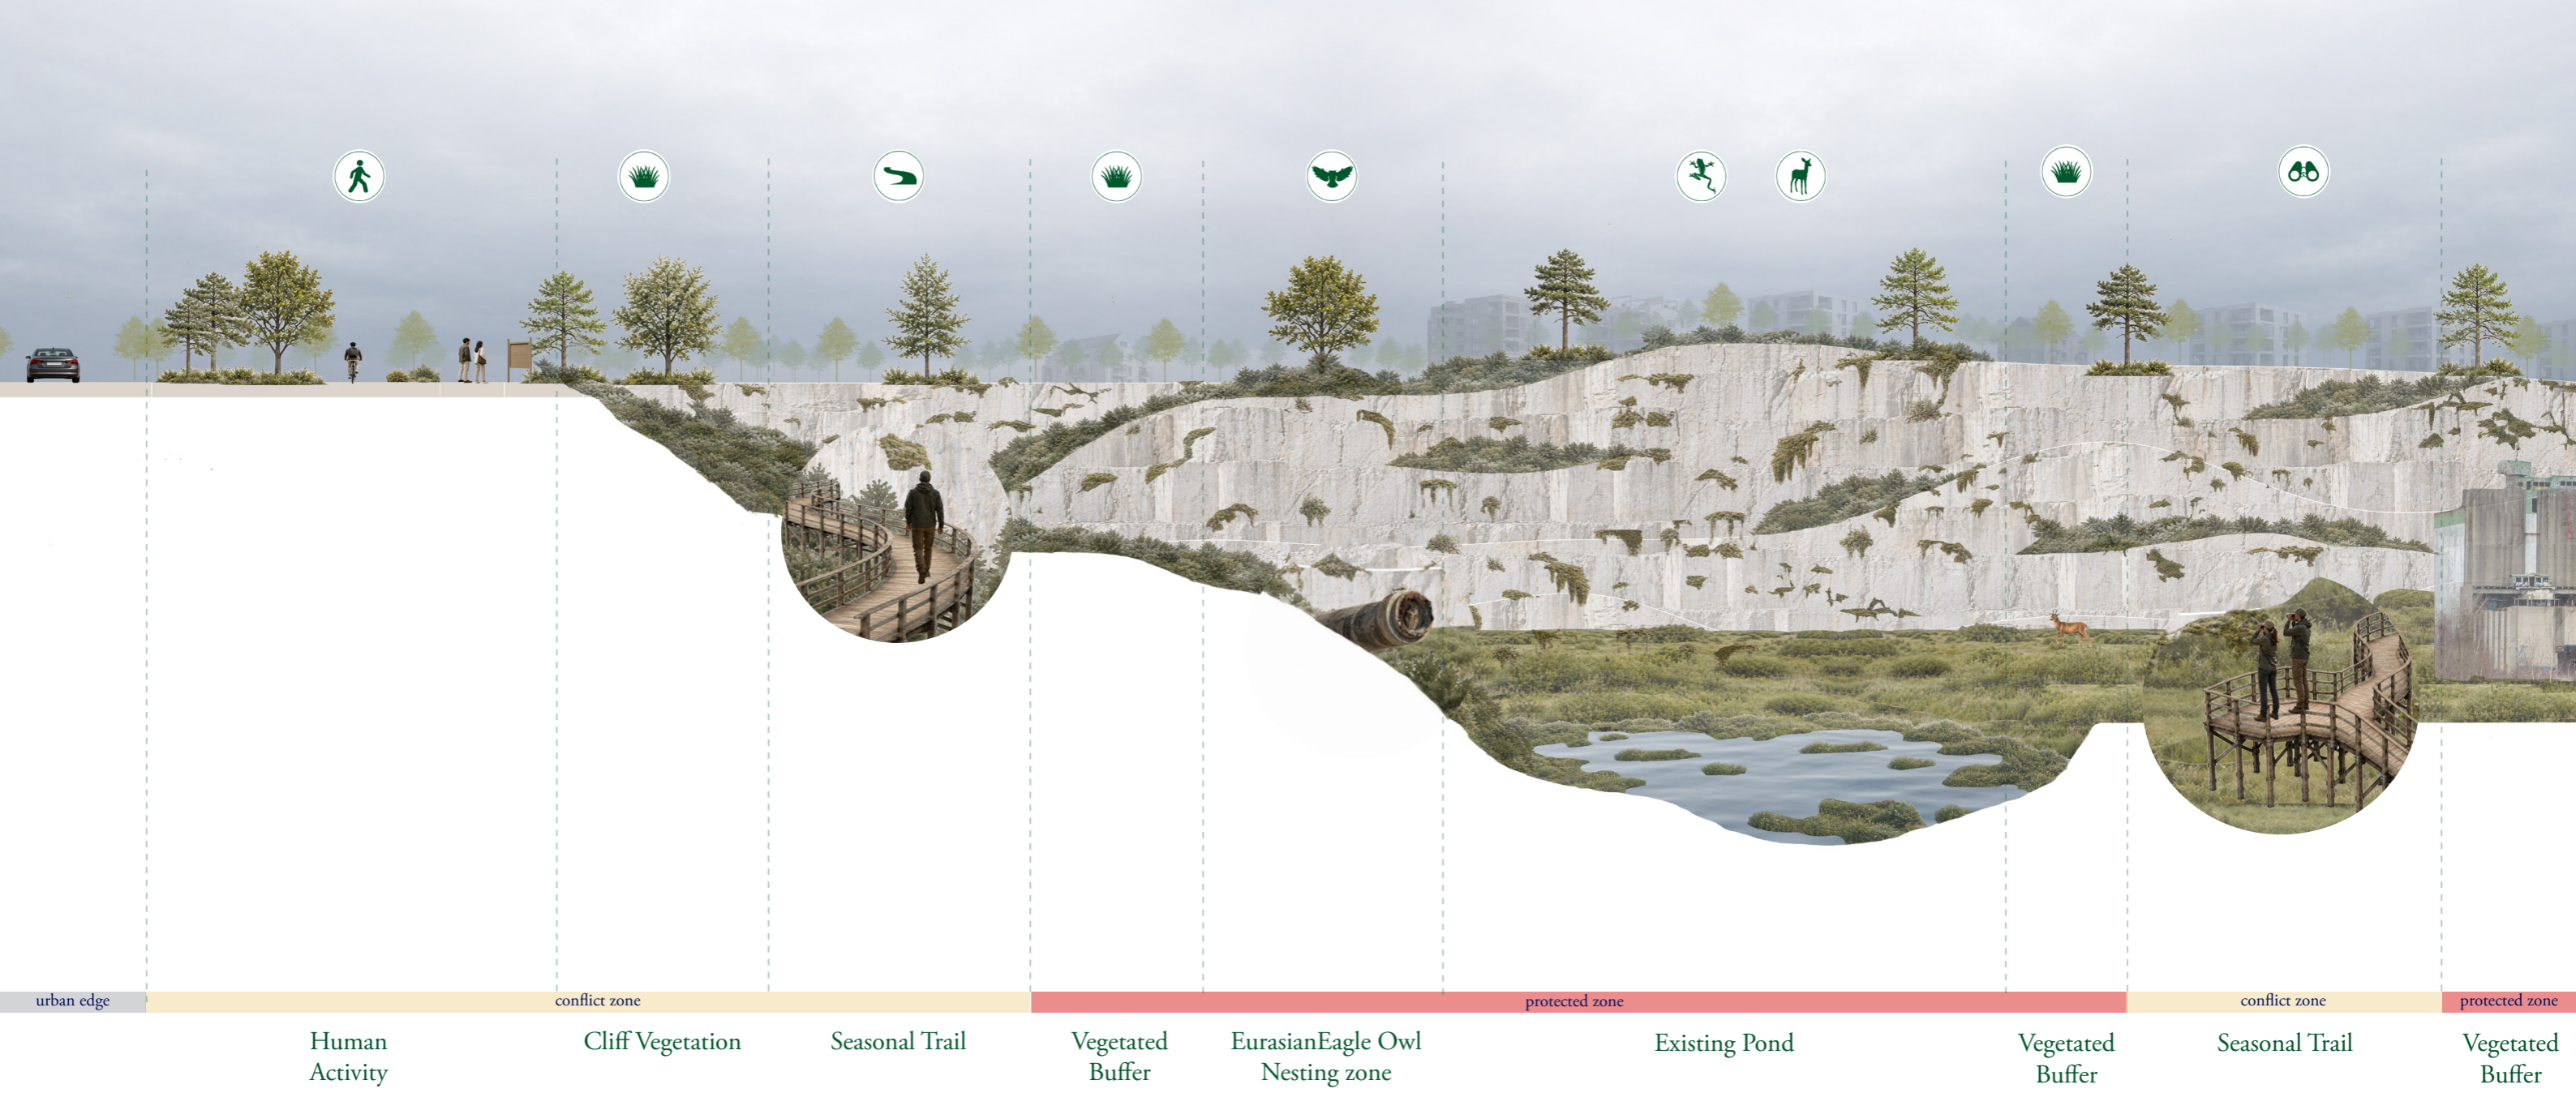 urban edge
conflict zone
protected zone
conflict zone
protected zone
Human
Activity
Cliff Vegetation
Seasonal Trail
Vegetated
Buffer
EurasianEagle Owl
Nesting zone
Existing Pond
Vegetated
Buffer
Seasonal Trail
Vegetated
Buffer